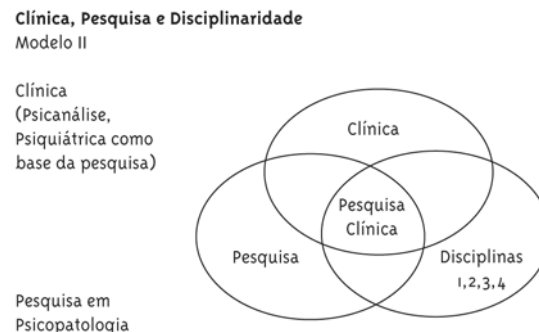 Clínica, Pesquisa e Disciplinaridade
Modelo II
Clínica
(Psicanálise,
Psiquiátrica como
base da pesquisa)
Clínica
Pesquisa
Clínica
Pesquisa
Disciplinas
1,2,3,4
Pesquisa em
Psicopatologia